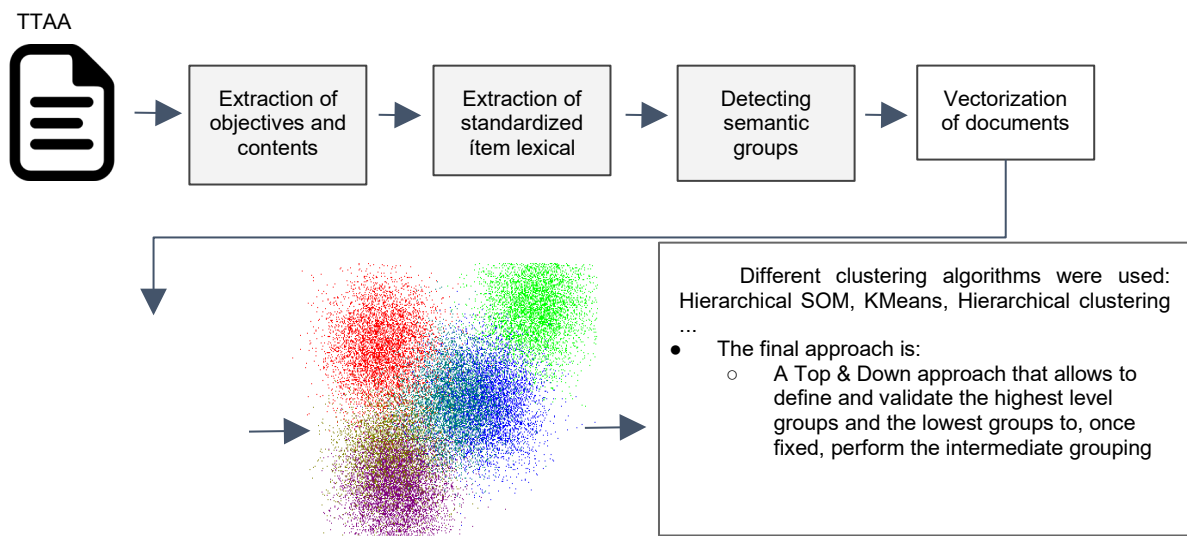 TTAA
Extraction of
objectives and
contents
Extraction of
standardized
ítem lexical
Detecting
semantic
groups
Vectorization
of documents
Different clustering algorithms were used:
Hierarchical SOM, KMeans, Hierarchical clustering
...
● The final approach is:
○ A Top & Down approach that allows to
define and validate the highest level
groups and the lowest groups to, once
fixed, perform the intermediate grouping